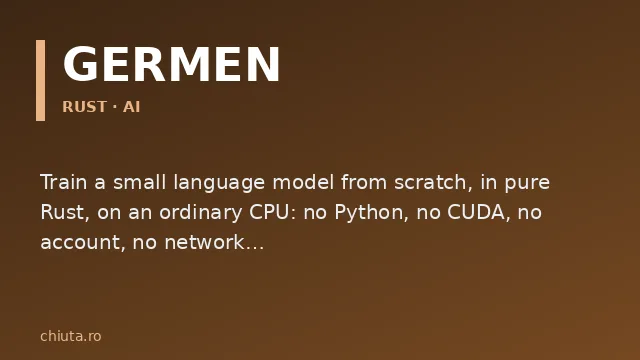 GERMEN
RUST · AI
Train a small language model from scratch, in pure
Rust, on an ordinary CPU: no Python, no CUDA, no
account, no network…
chiuta.ro